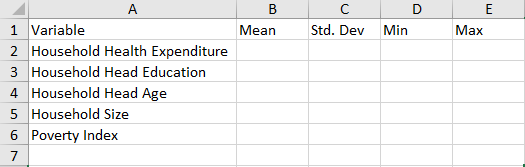 A B C D E
1 Variable Mean Std. Dev Min Max
2 Household Health Expenditure
3 Household Head Education
4 Household Head Age
5 Household Size
6 Poverty Index
7